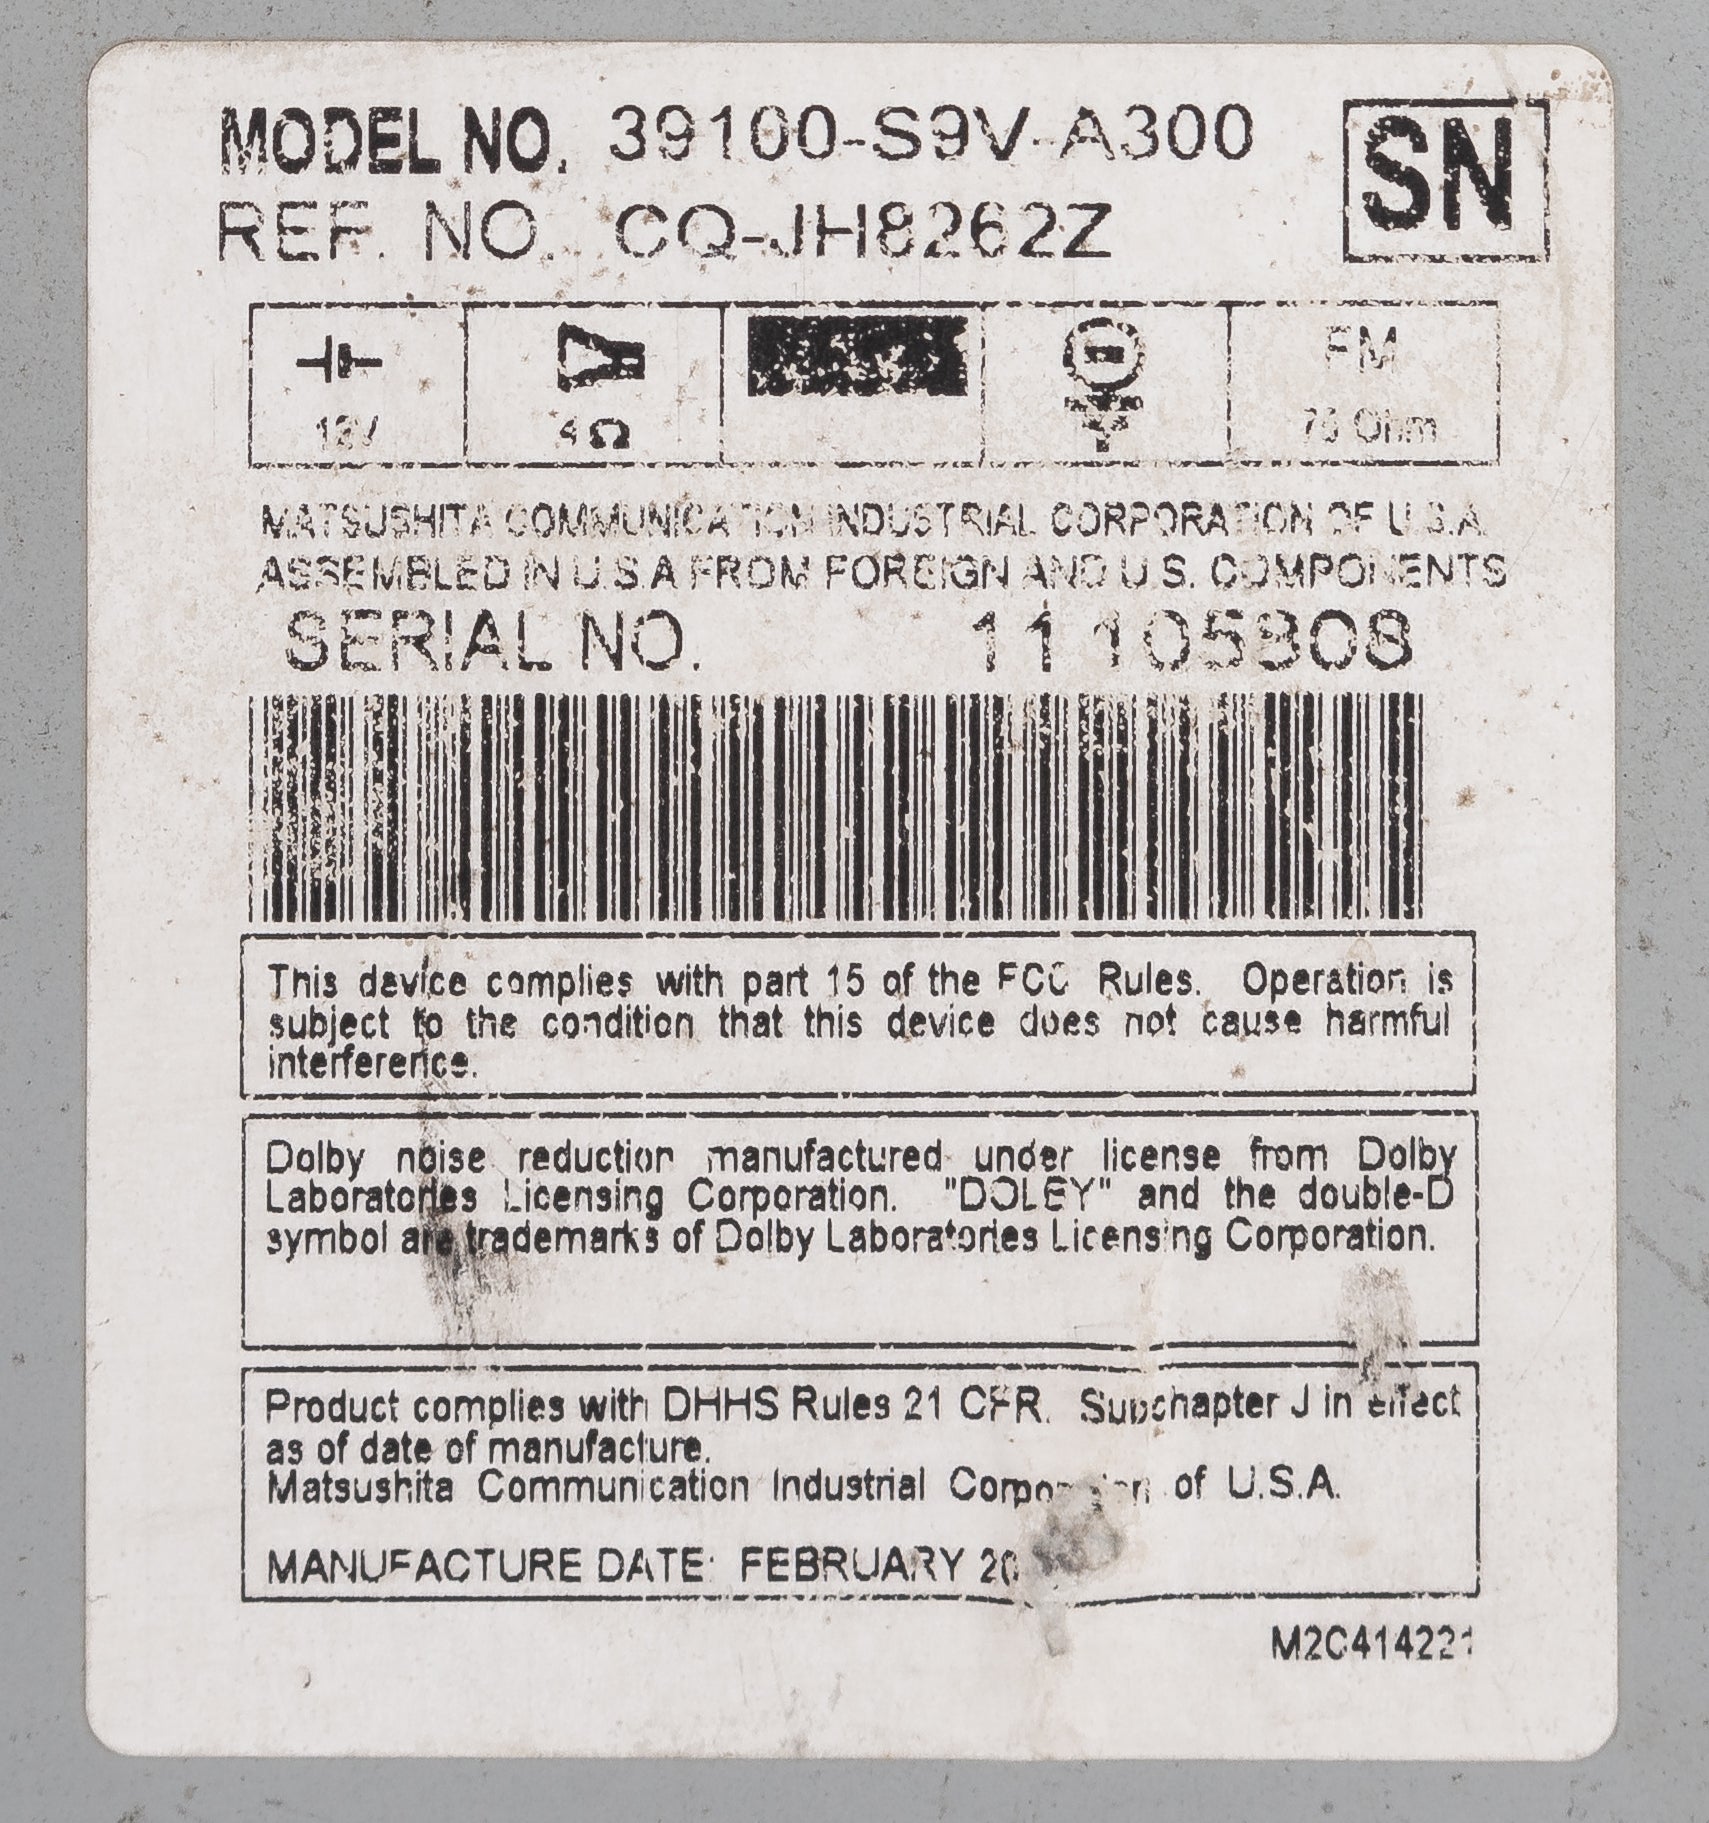 MODEL NO. 39100-S9V-A300
SN
REF. NO. CQ-JH8262Z
12V
4Ω
FM
75 Ohm
MATSUSHITA COMMUNICATION INDUSTRIAL CORPORATION OF U.S.A.
ASSEMBLED IN U.S.A FROM FOREIGN AND U.S. COMPONENTS
SERIAL NO.
This device complies with part 15 of the FCC Rules. Operation is
subject to the condition that this device does not cause harmful
interference.
Dolby noise reduction manufactured under license from Dolby
Laboratories Licensing Corporation. "DOLBY" and the double-D
symbol are trademarks of Dolby Laboratories Licensing Corporation.
Product complies with DHHS Rules 21 CFR. Subchapter J in effect
as of date of manufacture.
Matsushita Communication Industrial Corporation of U.S.A.
MANUFACTURE DATE: FEBRUARY
M2C414221